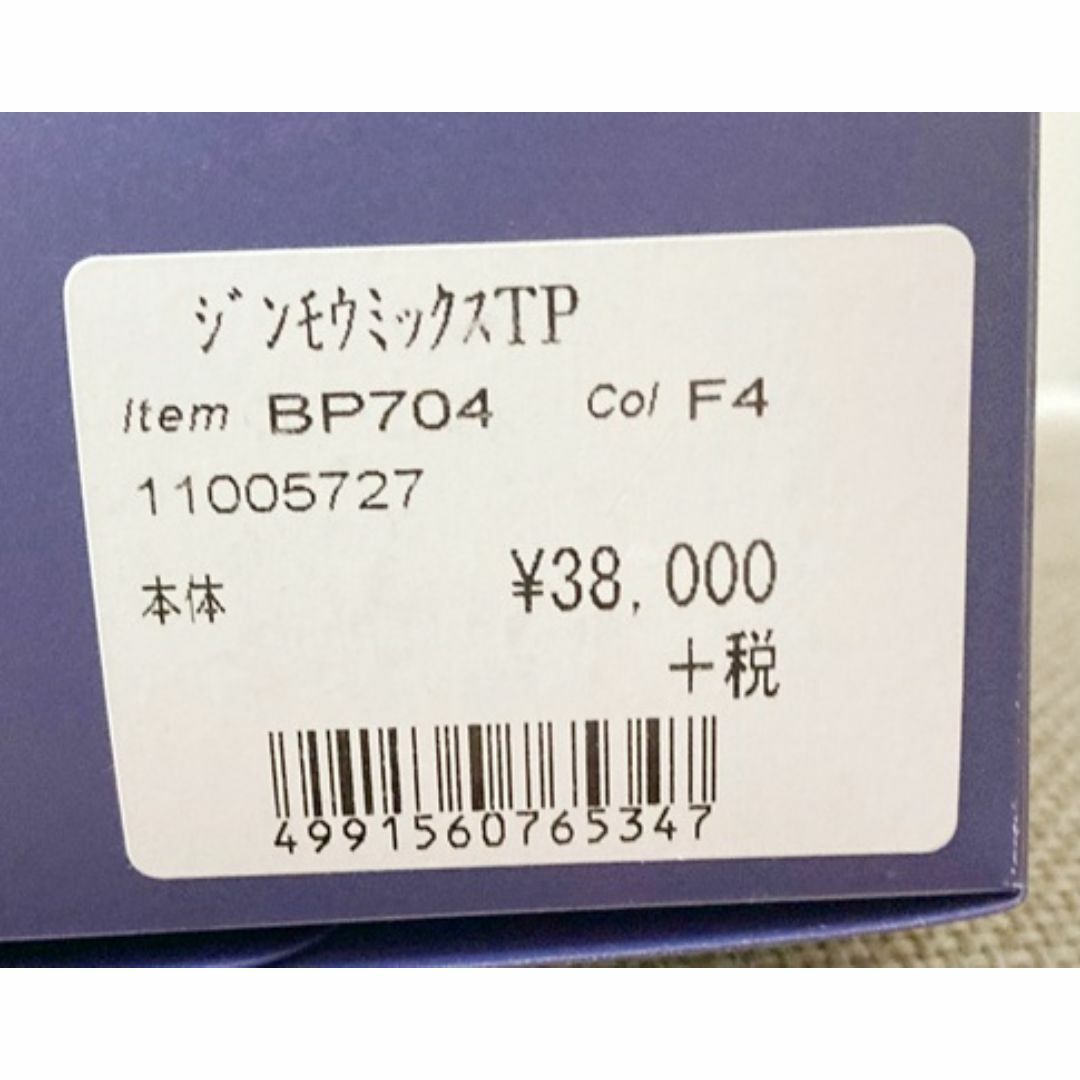 ジンモウミックスTP
Item BP704 Col F4
11005727
本体 ¥38,000
+税
4991560765347